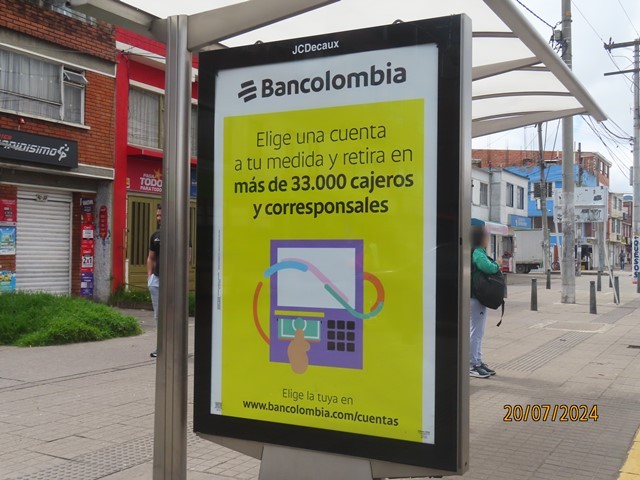 JCDecaux
Bancolombia
Elige una cuenta
a tu medida y retira en
más de 33.000 cajeros
y corresponsales
Elige la tuya en
www.bancolombia.com/cuentas
TODO
20/07/2024